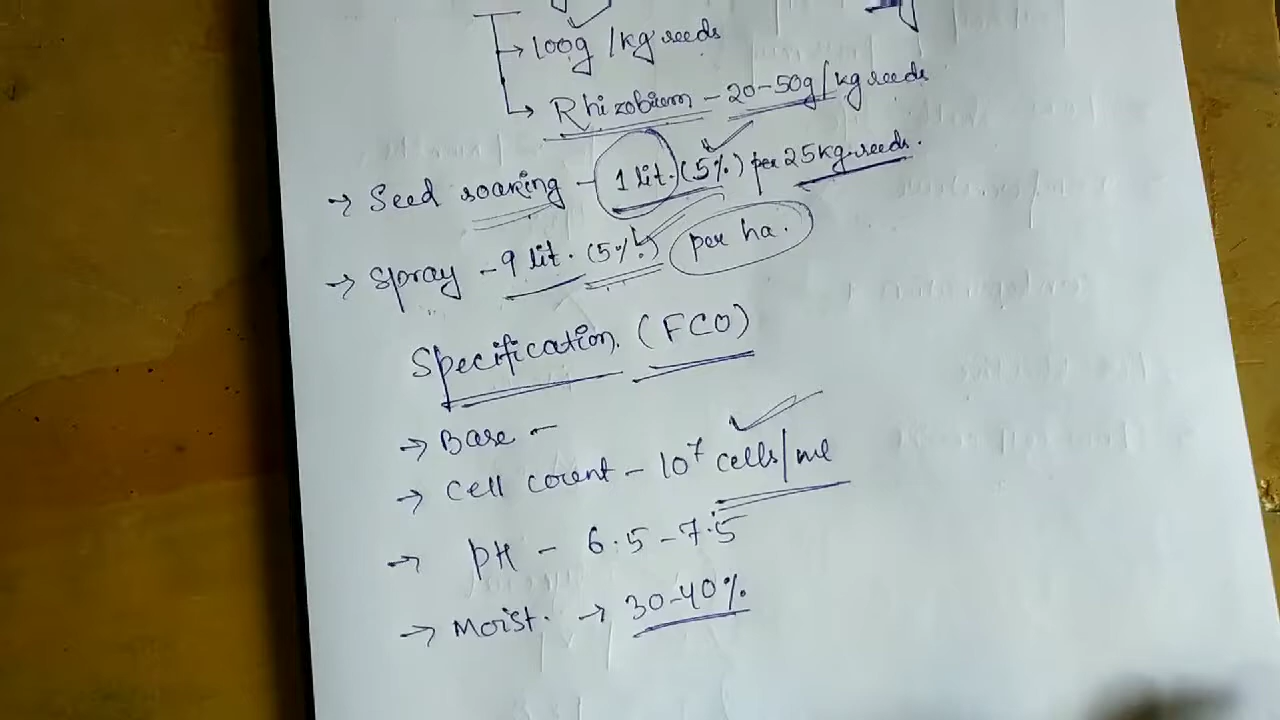 → 100g /kg seeds
→ Rhizobium - 20-50g/kg seeds
→ Seed soaking - 1 lit. (5%) per 25kg seeds.
→ Spray - 9 lit. (5%) per ha.
Specification. (FCO)
→ Base -
→ Cell count - 10⁷ cells/ml
→ pH - 6.5-7.5
→ Moist. → 30-40%